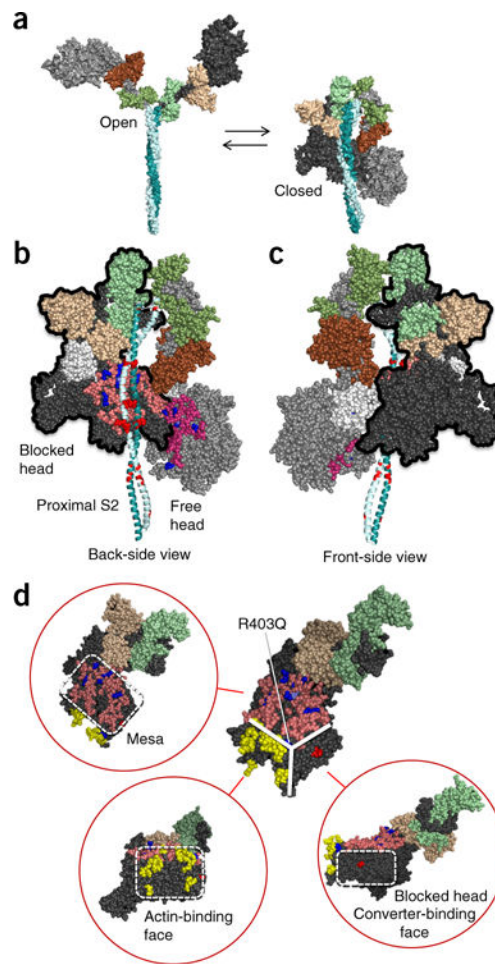 a
Open
Closed
b
c
Blocked
head
Proximal S2
Free
head
Back-side view
Front-side view
d
R403Q
Mesa
Actin-binding
face
Blocked head
Converter-binding
face